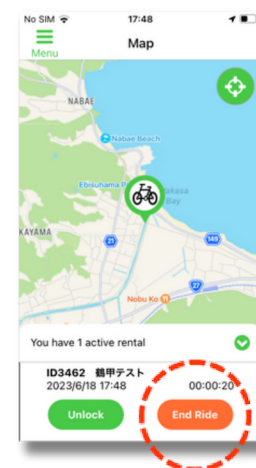 No SIM 17:48
Menu
Map
NABAE
Nabae Beach
Ebisuhama P
akasa
Bay
KAYAMA
21
149
27
Nobu Ko
You have 1 active rental
ID3462 鶴甲テスト
2023/6/18 17:48 00:00:20
Unlock
End Ride